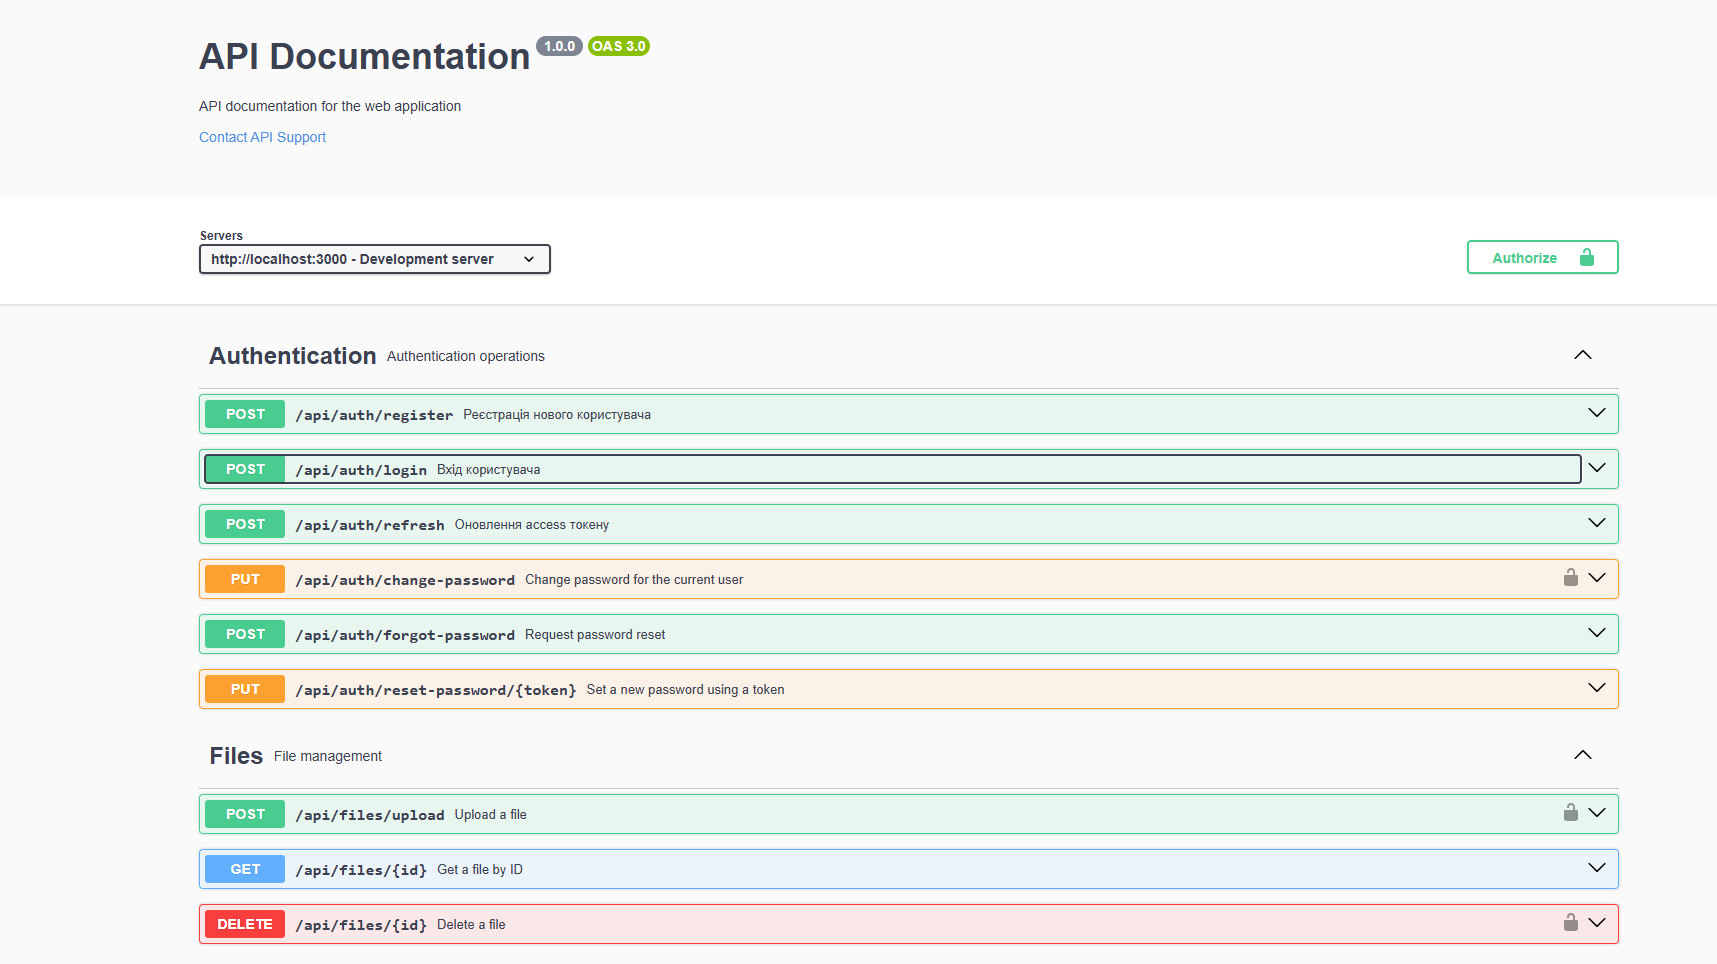 API Documentation 1.0.0 OAS 3.0
API documentation for the web application
Contact API Support
Servers
http://localhost:3000 - Development server
Authorize
Authentication Authentication operations
POST /api/auth/register Реєстрація нового користувача
POST /api/auth/login Вхід користувача
POST /api/auth/refresh Оновлення access токену
PUT /api/auth/change-password Change password for the current user
POST /api/auth/forgot-password Request password reset
PUT /api/auth/reset-password/{token} Set a new password using a token
Files File management
POST /api/files/upload Upload a file
GET /api/files/{id} Get a file by ID
DELETE /api/files/{id} Delete a file